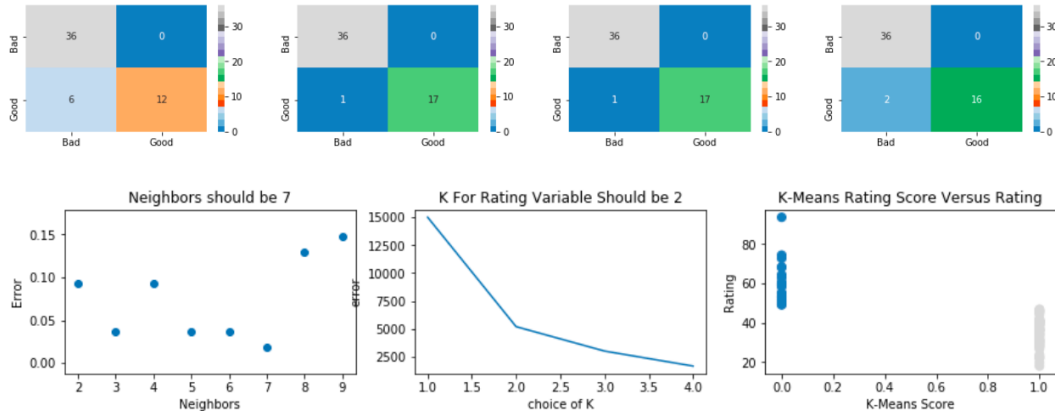 Bad 36 0 30
20
Good 6 12 10
0
Bad Good
Bad 36 0 30
20
Good 1 17 10
0
Bad Good
Bad 36 0 30
20
Good 1 17 10
0
Bad Good
Bad 36 0 30
20
Good 2 16 10
0
Bad Good
Neighbors should be 7
Error
0.15
0.10
0.05
0.00
2 3 4 5 6 7 8 9
Neighbors
K For Rating Variable Should be 2
error
15000
12500
10000
7500
5000
2500
1.0 1.5 2.0 2.5 3.0 3.5 4.0
choice of K
K-Means Rating Score Versus Rating
Rating
80
60
40
20
0.0 0.2 0.4 0.6 0.8 1.0
K-Means Score